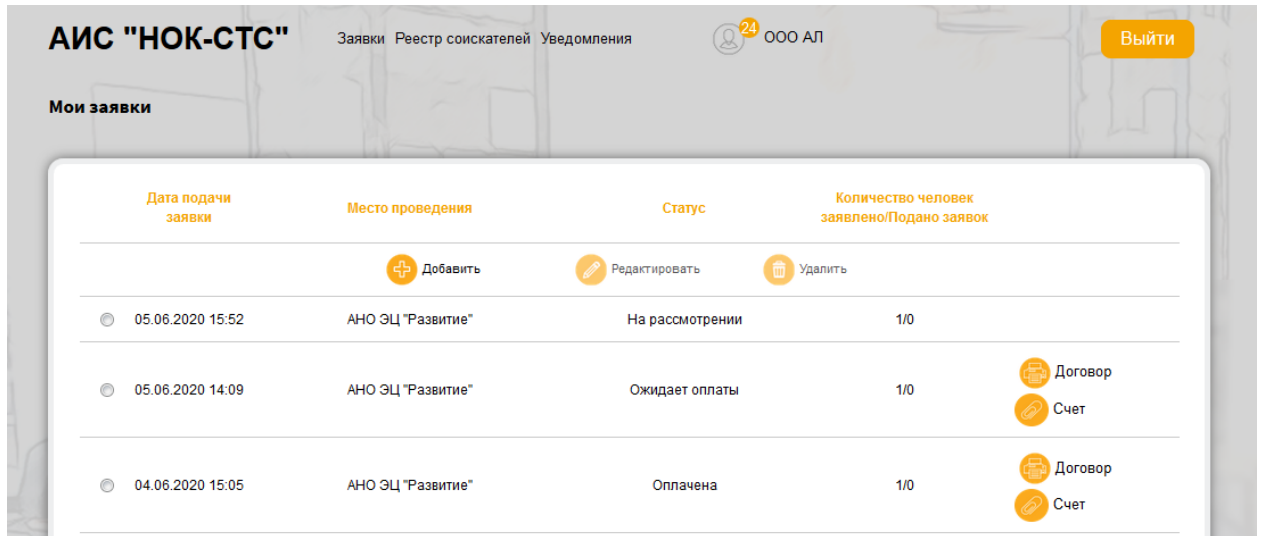 АИС "НОК-СТС" Заявки Реестр соискателей Уведомления 24 ООО АЛ Выйти
Мои заявки
Дата подачи заявки Место проведения Статус Количество человек заявлено/Подано заявок
Добавить Редактировать Удалить
05.06.2020 15:52 АНО ЭЦ "Развитие" На рассмотрении 1/0
05.06.2020 14:09 АНО ЭЦ "Развитие" Ожидает оплаты 1/0 Договор
Счет
04.06.2020 15:05 АНО ЭЦ "Развитие" Оплачена 1/0 Договор
Счет